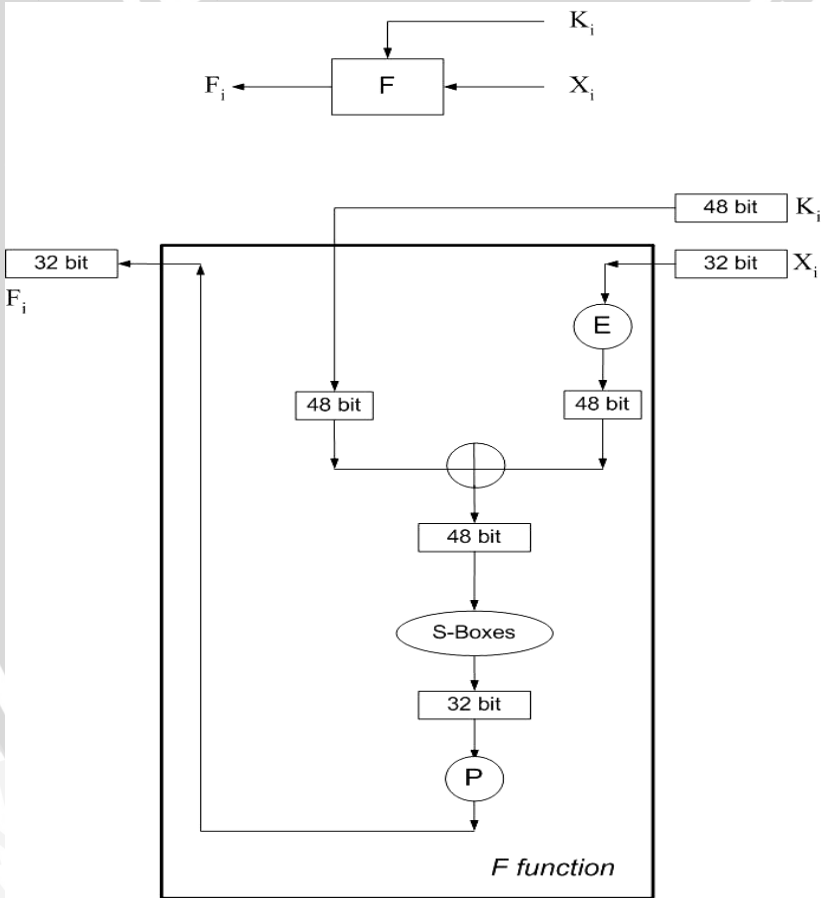 K_i
F_i
F
X_i
48 bit K_i
32 bit
32 bit X_i
F_i
E
48 bit
48 bit
48 bit
S-Boxes
32 bit
P
F function